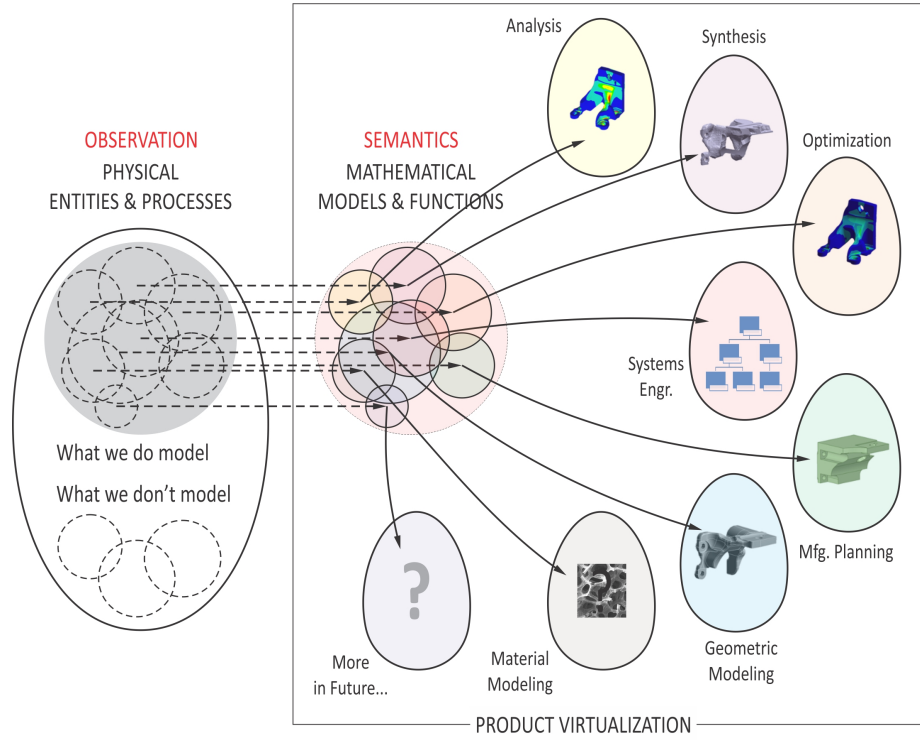 Analysis
Synthesis
Optimization
OBSERVATION
PHYSICAL
ENTITIES & PROCESSES
SEMANTICS
MATHEMATICAL
MODELS & FUNCTIONS
Systems
Engr.
What we do model
What we don't model
?
Mfg. Planning
Geometric
Modeling
Material
Modeling
More
in Future...
PRODUCT VIRTUALIZATION